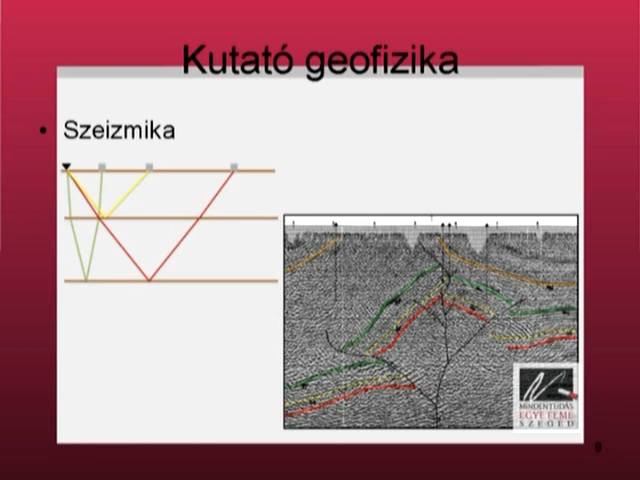 Kutató geofizika
• Szeizmika
MINDENTUDÁS
EGYETEME
SZEGED
9